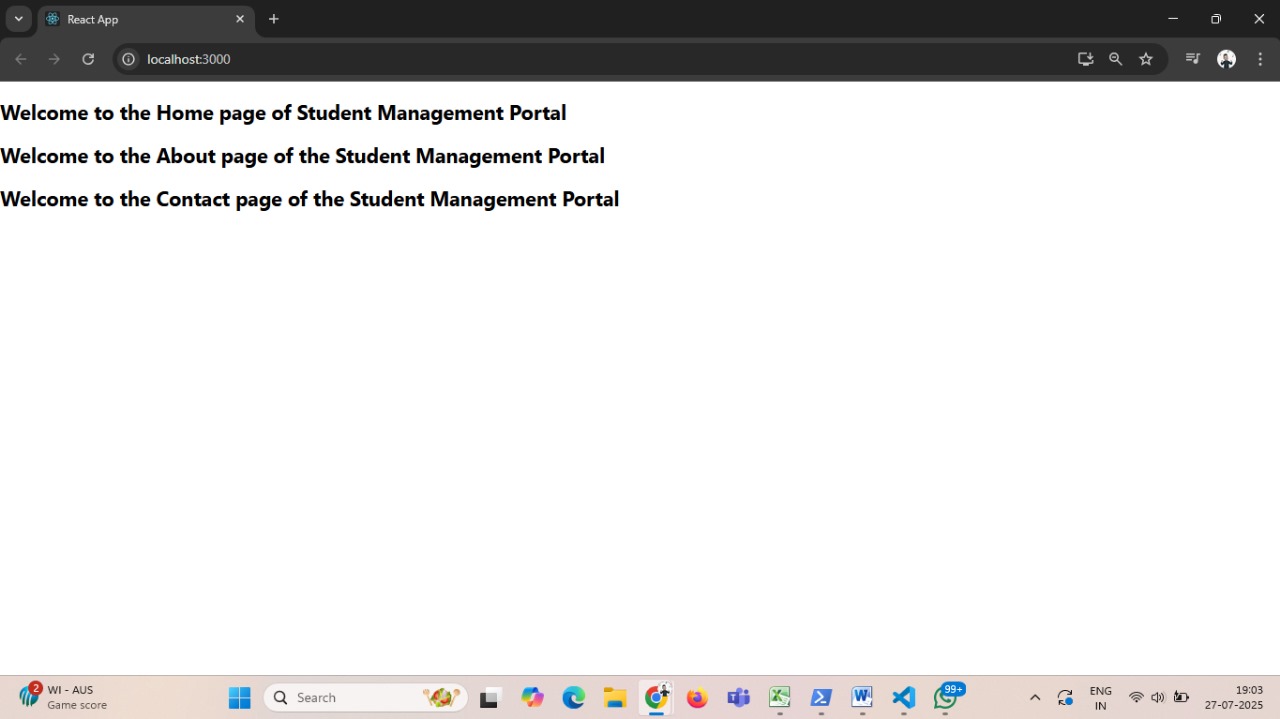 React App
localhost:3000
Welcome to the Home page of Student Management Portal
Welcome to the About page of the Student Management Portal
Welcome to the Contact page of the Student Management Portal
2
WI - AUS
Game score
Search
99+
ENG
IN
19:03
27-07-2025